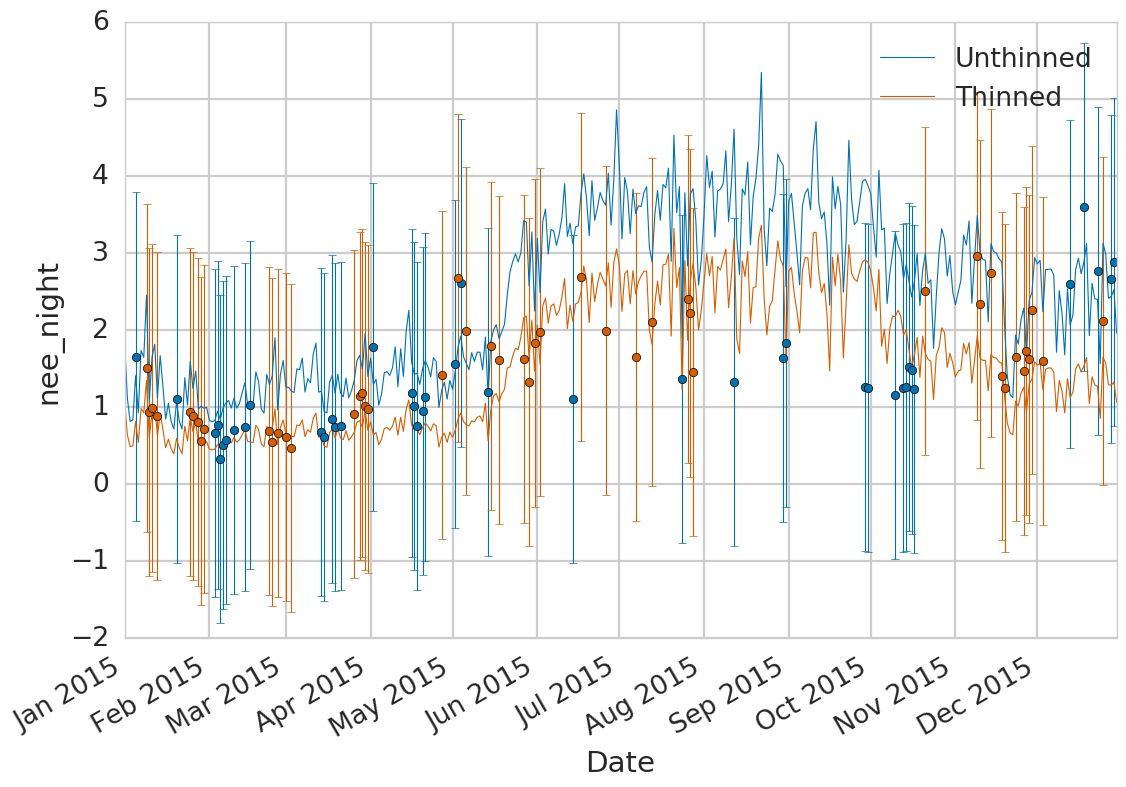 6
5
4
3
2
1
0
−1
−2
nee_night
Unthinned
Thinned
Jan 2015
Feb 2015
Mar 2015
Apr 2015
May 2015
Jun 2015
Jul 2015
Aug 2015
Sep 2015
Oct 2015
Nov 2015
Dec 2015
Date